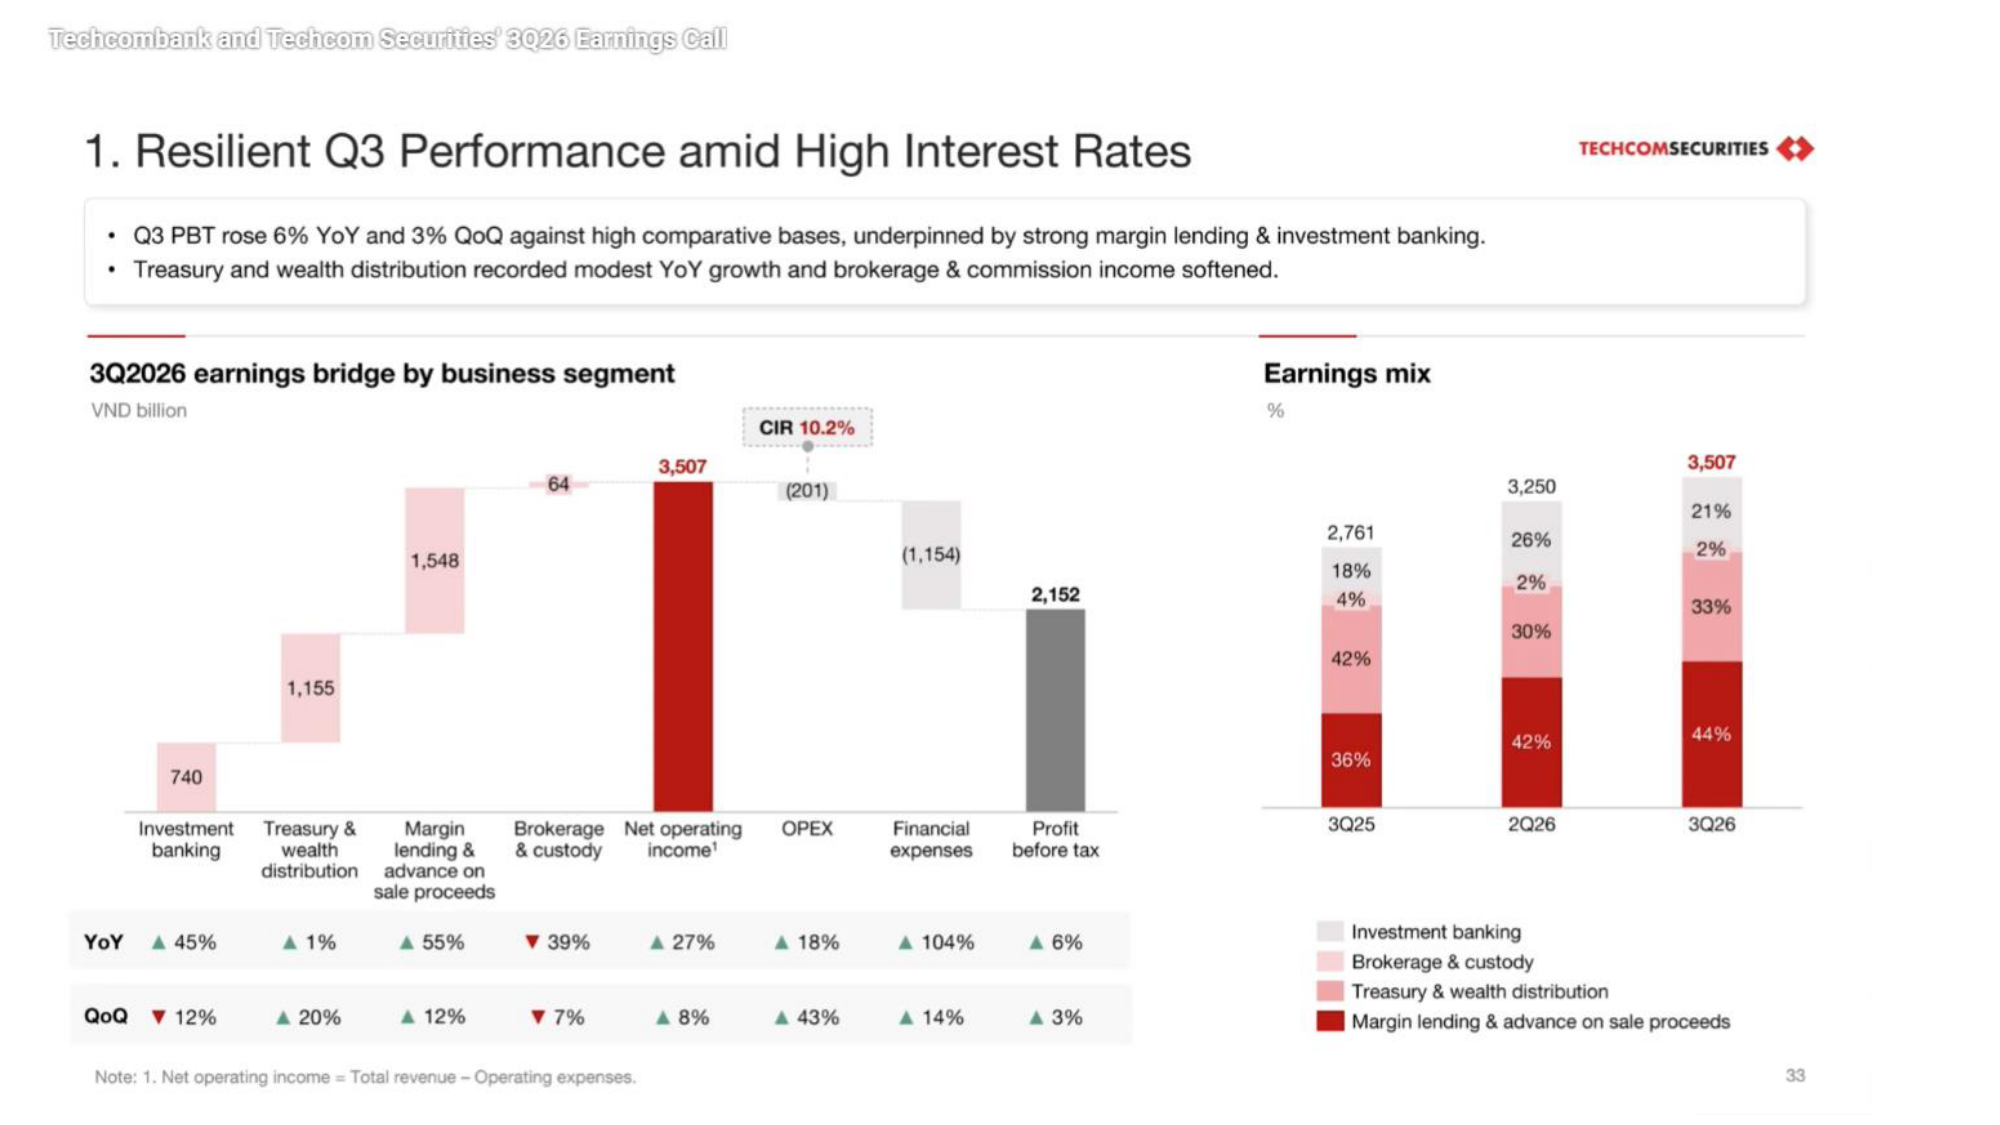 Techcombank and Techcom Securities' 3Q26 Earnings Call
1. Resilient Q3 Performance amid High Interest Rates
TECHCOMSECURITIES
• Q3 PBT rose 6% YoY and 3% QoQ against high comparative bases, underpinned by strong margin lending & investment banking.
• Treasury and wealth distribution recorded modest YoY growth and brokerage & commission income softened.
3Q2026 earnings bridge by business segment
VND billion
CIR 10.2%
740
1,155
1,548
64
3,507
(201)
(1,154)
2,152
Investment banking
Treasury & wealth distribution
Margin lending & advance on sale proceeds
Brokerage & custody
Net operating income¹
OPEX
Financial expenses
Profit before tax
YoY ▲ 45% ▲ 1% ▲ 55% ▼ 39% ▲ 27% ▲ 18% ▲ 104% ▲ 6%
QoQ ▼ 12% ▲ 20% ▲ 12% ▼ 7% ▲ 8% ▲ 43% ▲ 14% ▲ 3%
Note: 1. Net operating income = Total revenue – Operating expenses.
Earnings mix
%
2,761
18%
4%
42%
36%
3Q25
3,250
26%
2%
30%
42%
2Q26
3,507
21%
2%
33%
44%
3Q26
Investment banking
Brokerage & custody
Treasury & wealth distribution
Margin lending & advance on sale proceeds
33